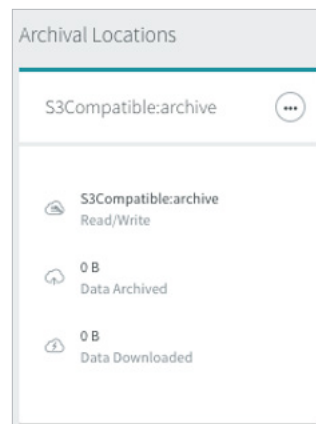 Archival Locations
S3Compatible:archive
S3Compatible:archive
Read/Write
0 B
Data Archived
0 B
Data Downloaded